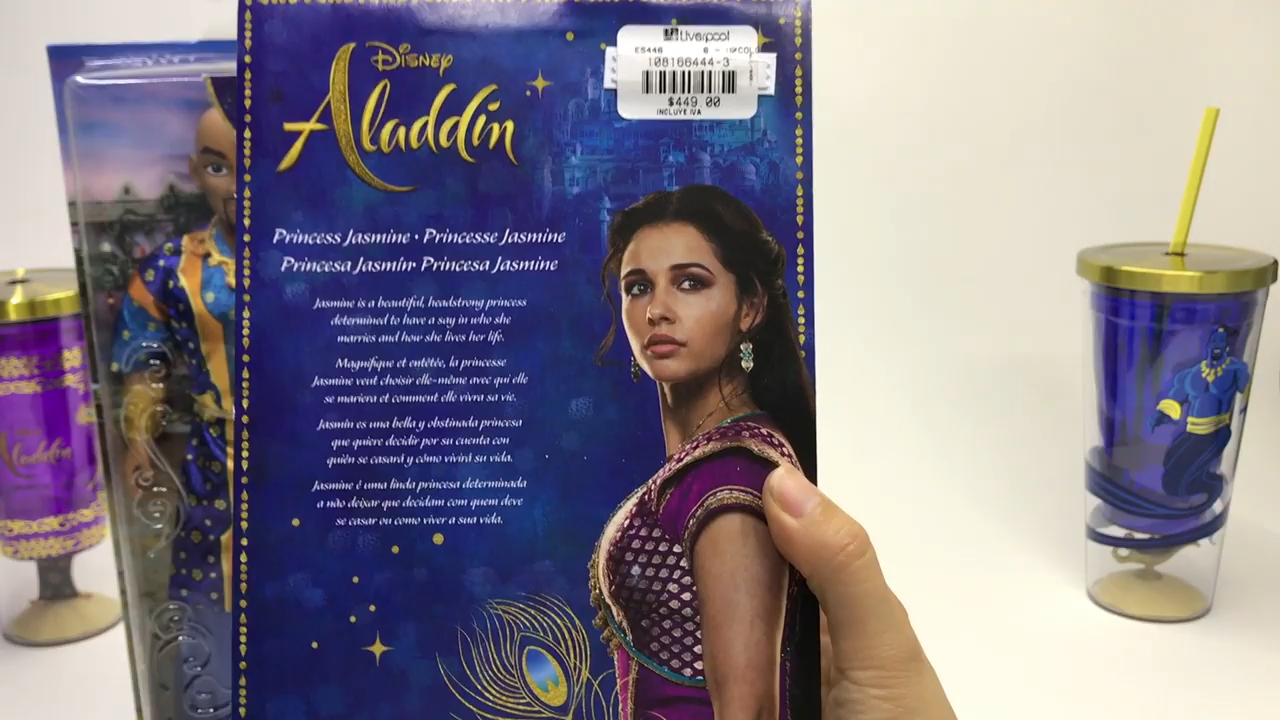 Disney
Aladdin
Liverpool
108166444-3
$449.00
INCLUYE IVA
Princess Jasmine • Princesse Jasmine
Princesa Jasmín • Princesa Jasmine
Jasmine is a beautiful, headstrong princess
determined to have a say in who she
marries and how she lives her life.
Magnifique et entêtée, la princesse
Jasmine veut choisir elle-même avec qui elle
se mariera et comment elle vivra sa vie.
Jasmín es una bella y obstinada princesa
que quiere decidir por su cuenta con
quién se casará y cómo vivirá su vida.
Jasmine é uma linda princesa determinada
a não deixar que decidam com quem deve
se casar ou como viver a sua vida.
Aladdin